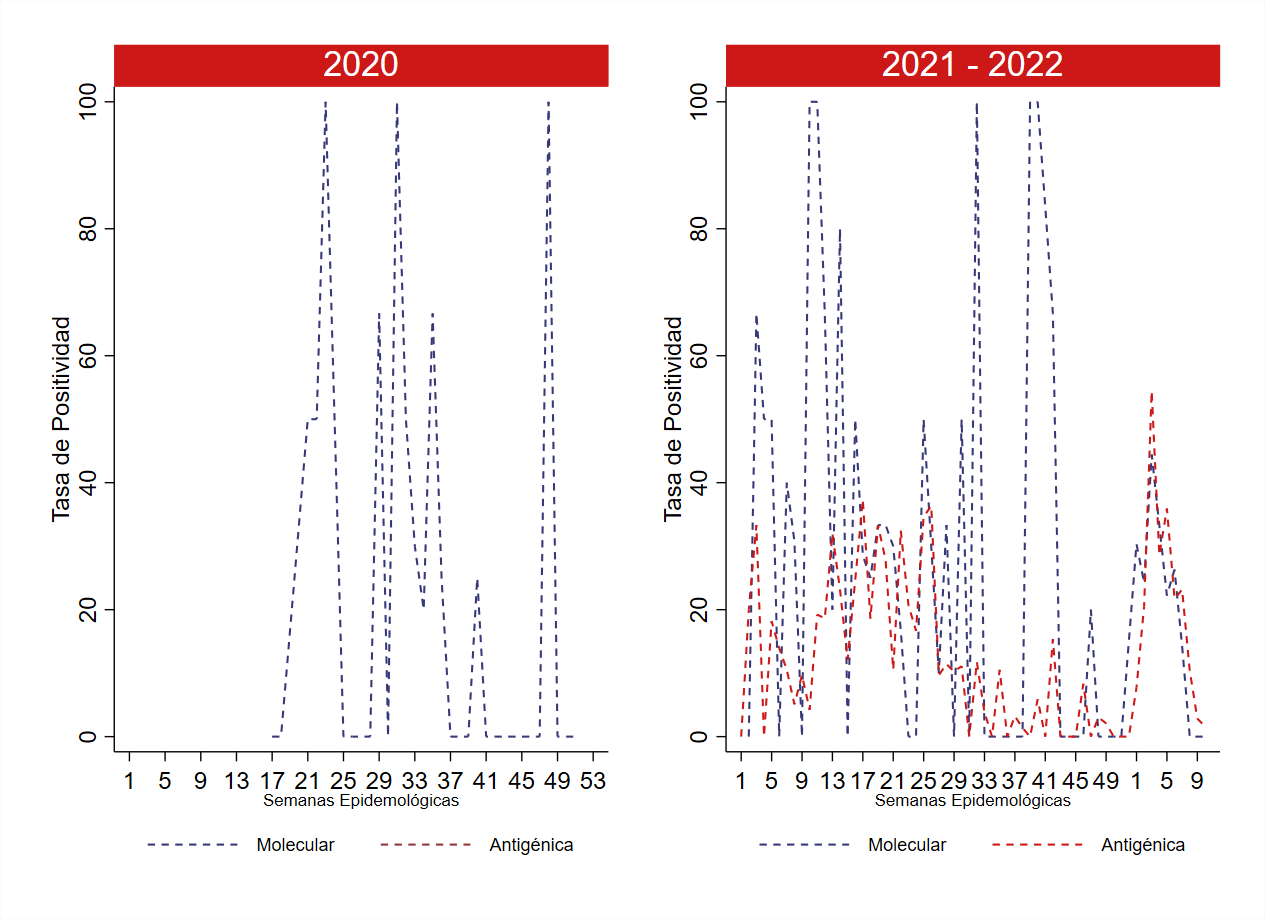 2020
100
80
60
40
20
0
Tasa de Positividad
1 5 9 13 17 21 25 29 33 37 41 45 49 53
Semanas Epidemológicas
Molecular Antigénica
2021 - 2022
100
80
60
40
20
0
Tasa de Positividad
1 5 9 13 17 21 25 29 33 37 41 45 49 1 5 9
Semanas Epidemológicas
Molecular Antigénica